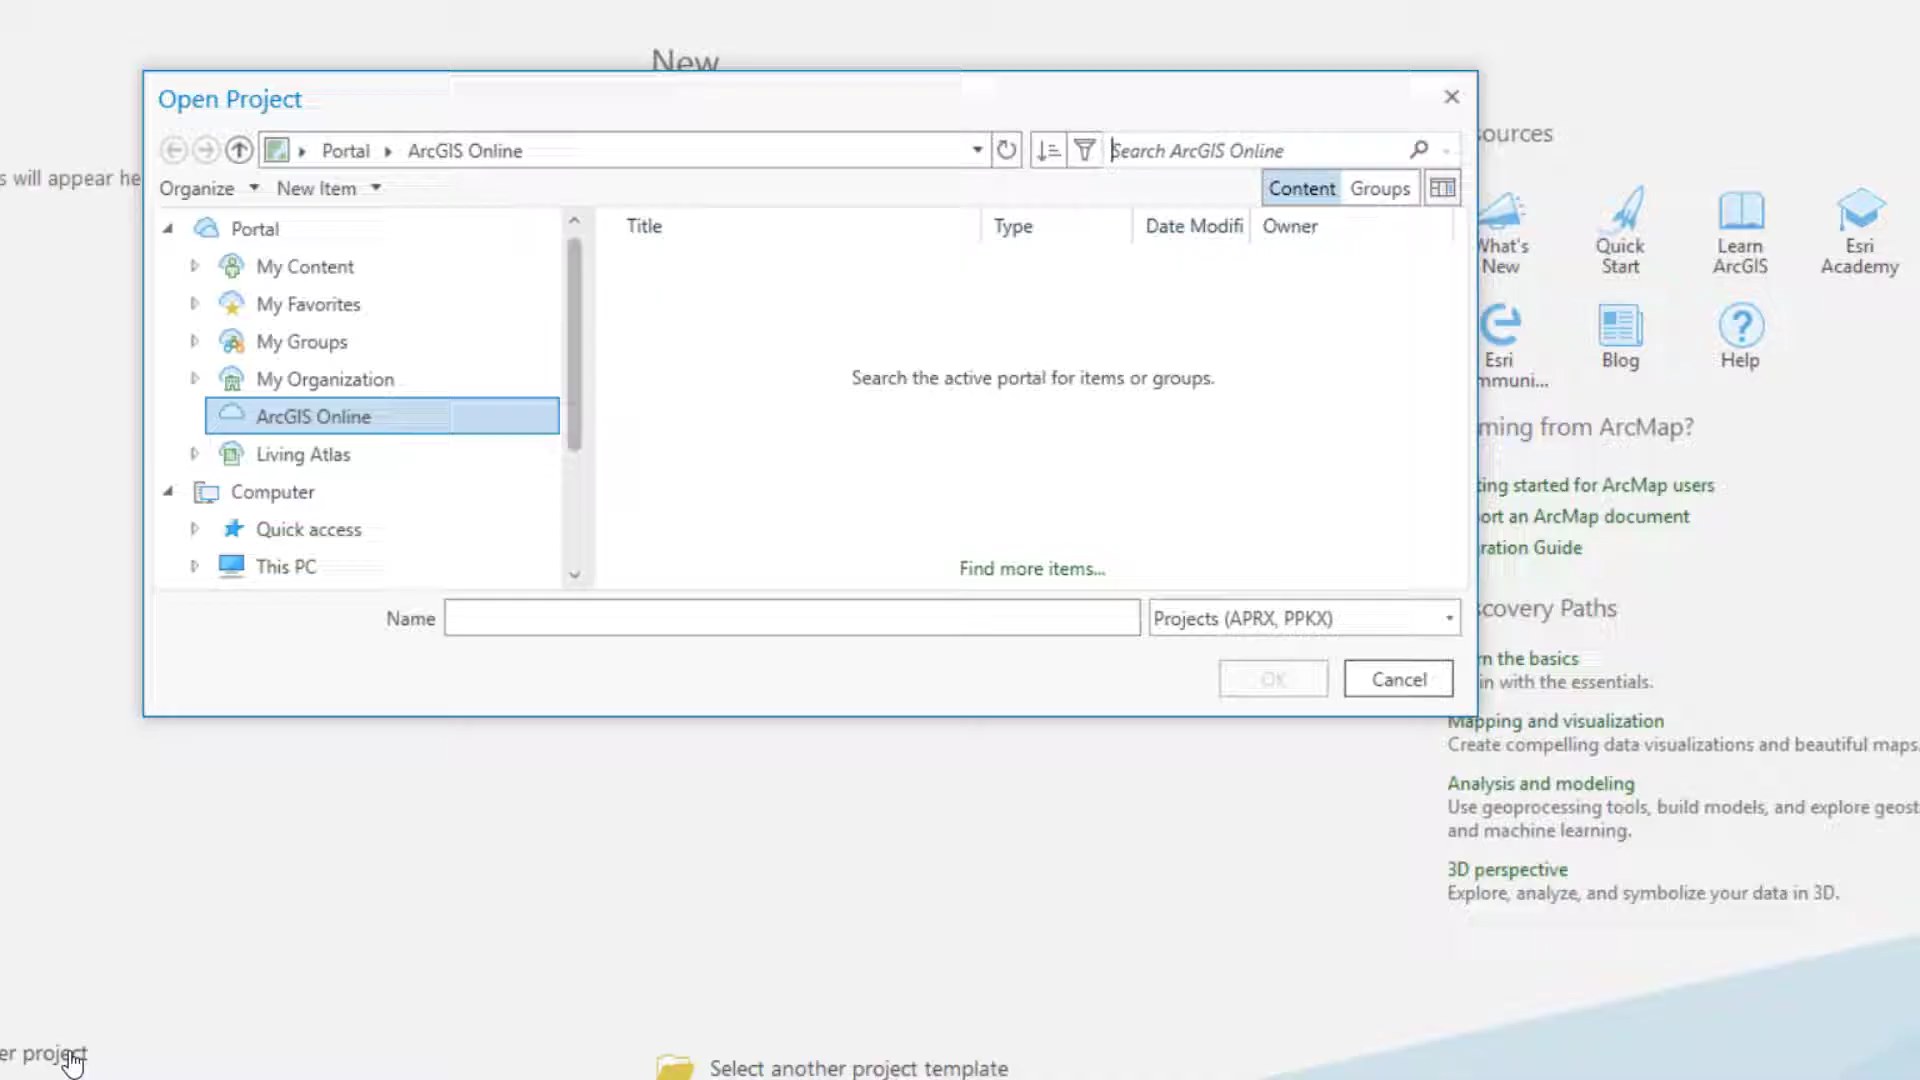 New
Open Project
Portal ArcGIS Online
Search ArcGIS Online
Organize New Item
Content Groups
Portal
My Content
My Favorites
My Groups
My Organization
ArcGIS Online
Living Atlas
Computer
Quick access
This PC
Title Type Date Modifi Owner
Search the active portal for items or groups.
Find more items...
Name
Projects (APRX, PPKX)
OK Cancel
s will appear he
er project
Select another project template
sources
What's New
Quick Start
Learn ArcGIS
Esri Academy
Esri
mmuni...
Blog
Help
ming from ArcMap?
ting started for ArcMap users
ort an ArcMap document
ration Guide
scovery Paths
rn the basics
in with the essentials.
Mapping and visualization
Create compelling data visualizations and beautiful maps.
Analysis and modeling
Use geoprocessing tools, build models, and explore geost
and machine learning.
3D perspective
Explore, analyze, and symbolize your data in 3D.